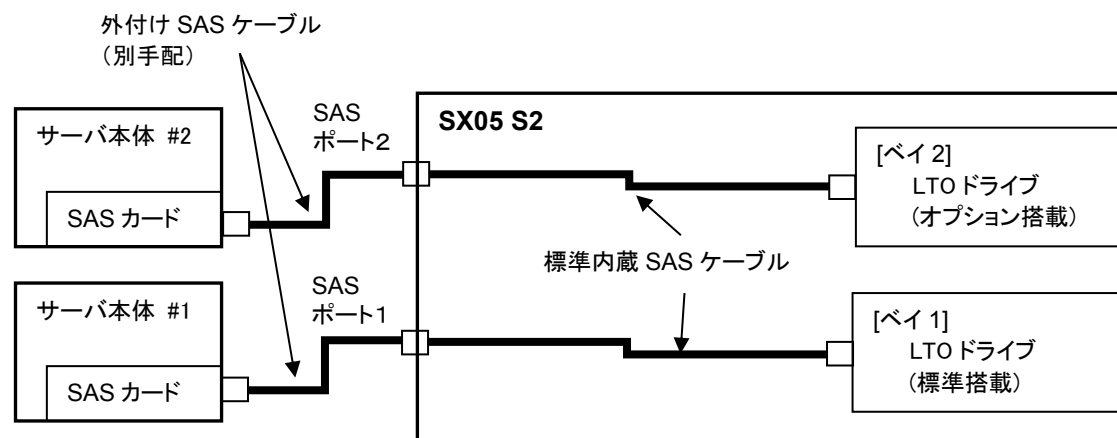 外付け SAS ケーブル
（別手配）
SAS
ポート２
SX05 S2
サーバ本体 #2
SAS カード
[ベイ 2]
LTO ドライブ
(オプション搭載)
標準内蔵 SAS ケーブル
SAS
ポート１
サーバ本体 #1
SAS カード
[ベイ 1]
LTO ドライブ
(標準搭載)